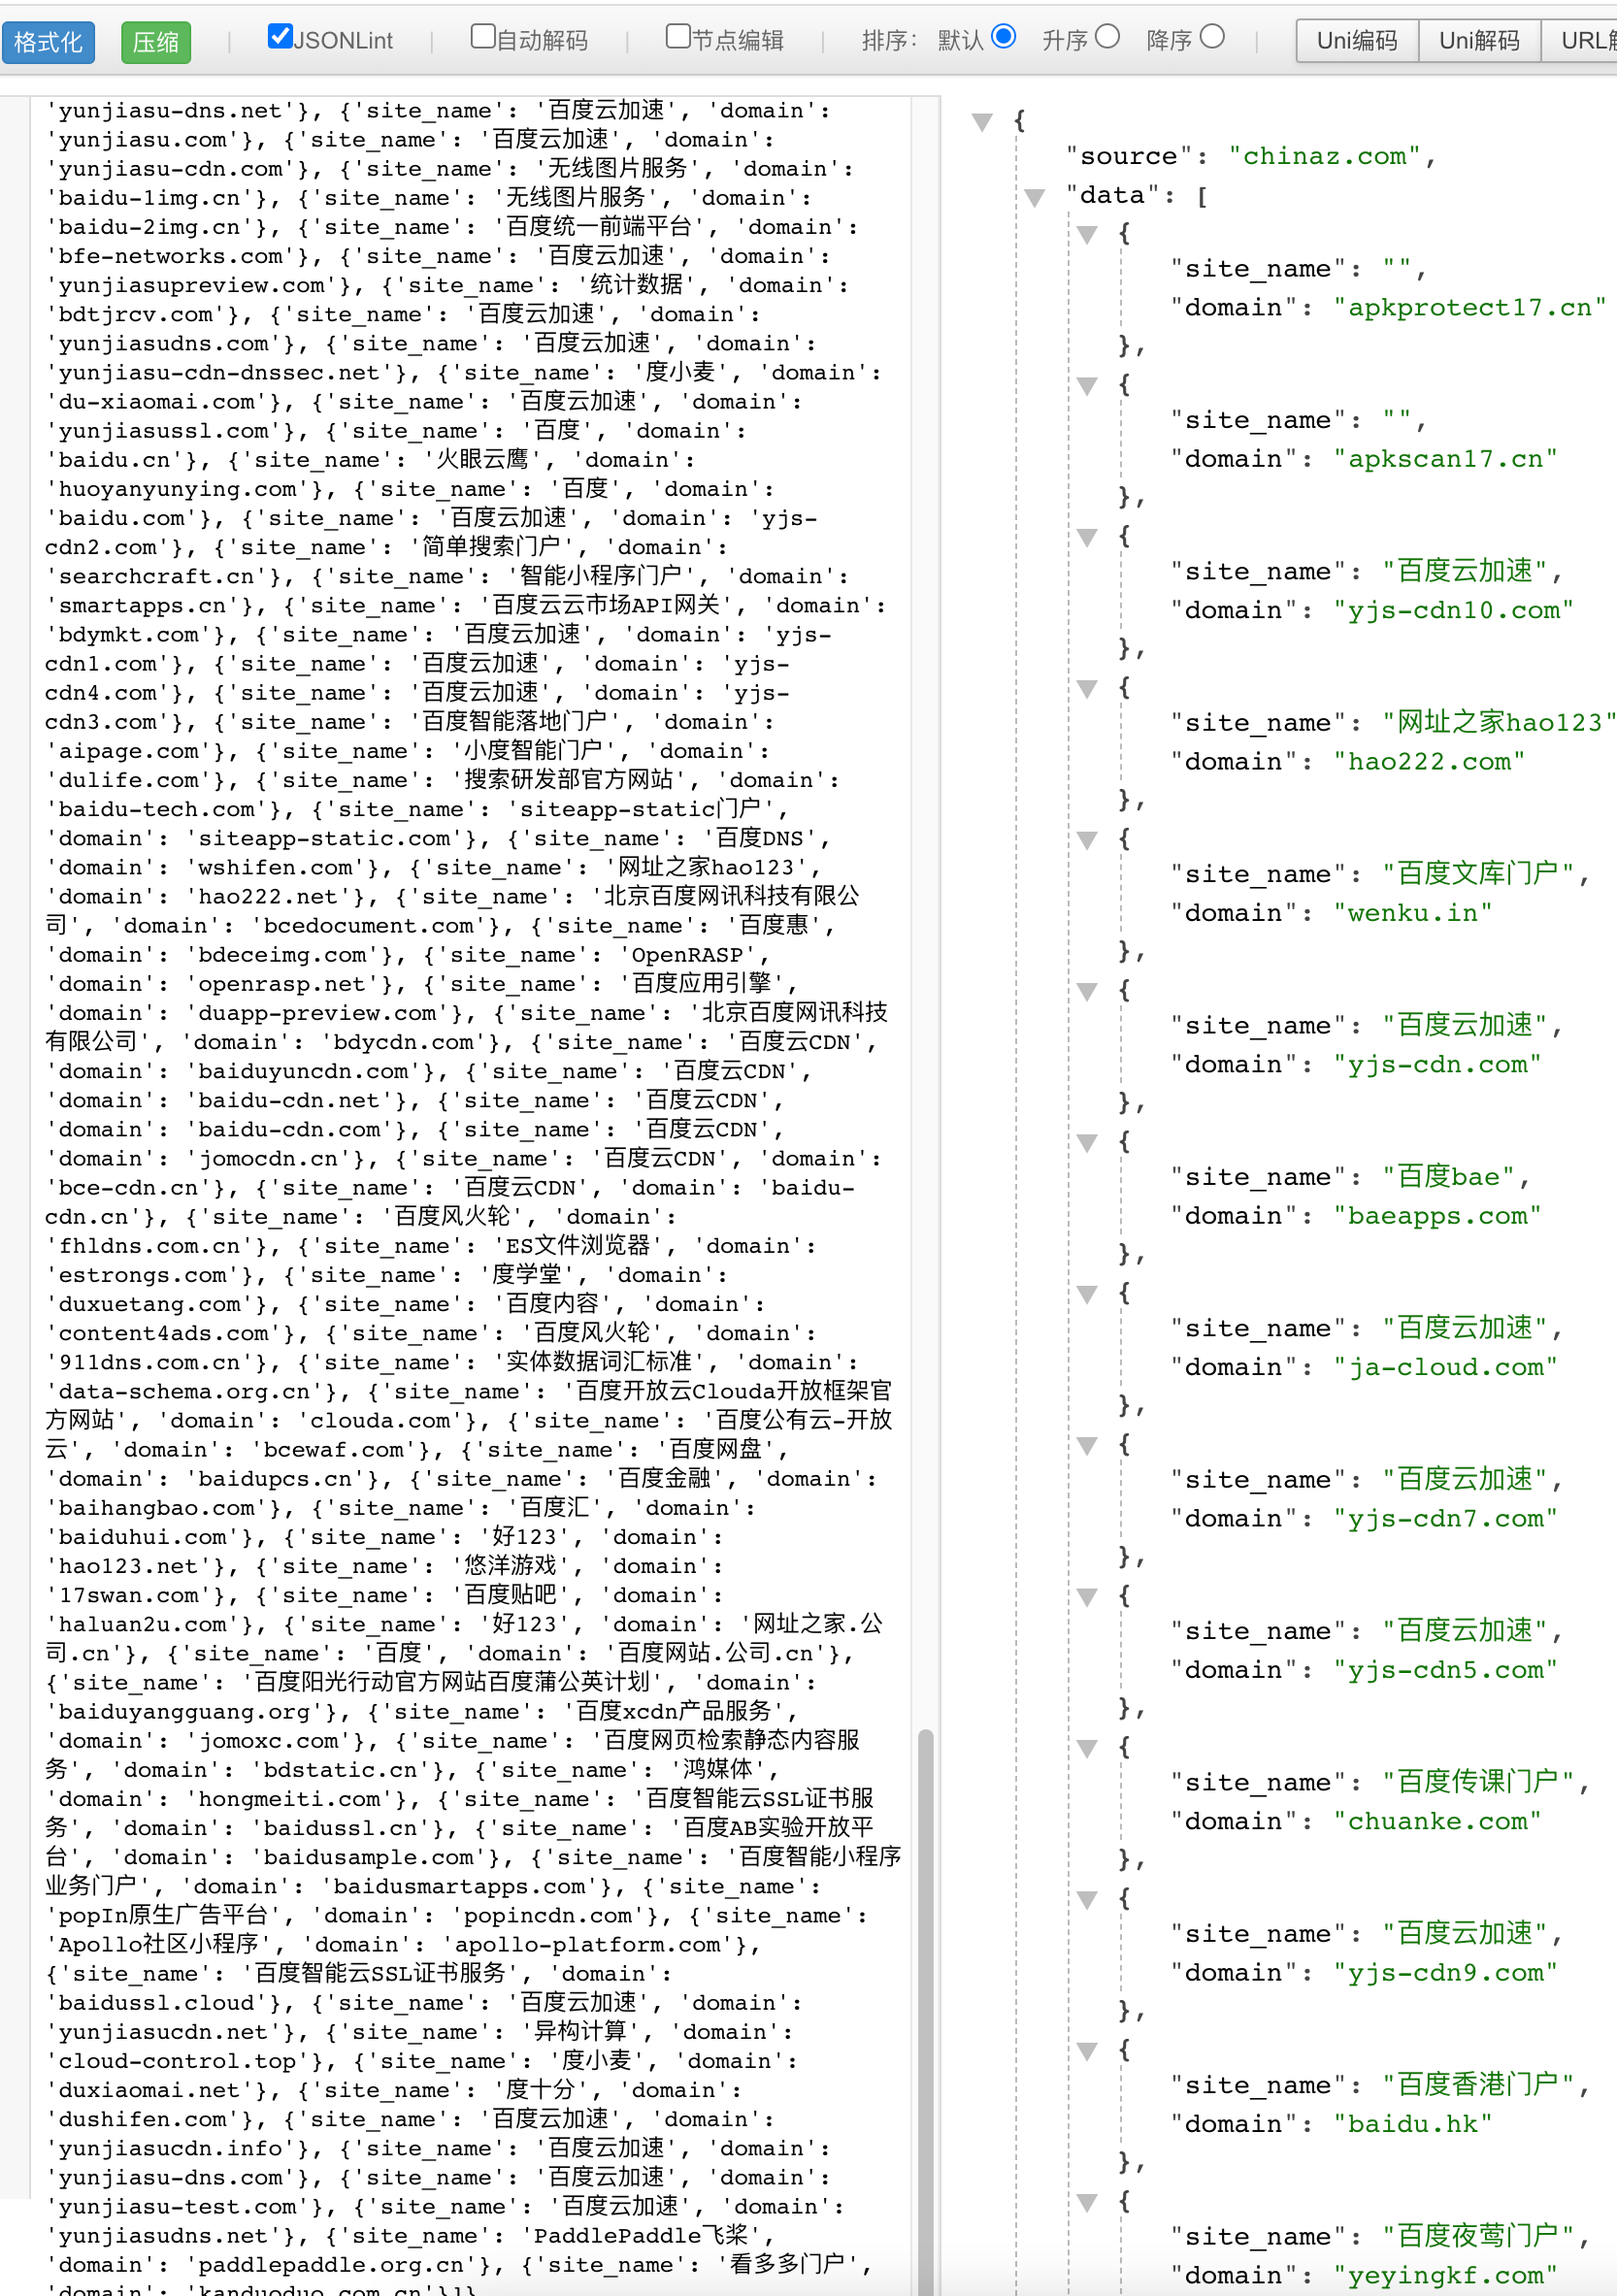 格式化 压缩 JSONLint 自动解码 节点编辑 排序： 默认 升序 降序 Uni编码 Uni解码 URL
'yunjiasu-dns.net'}, {'site_name': '百度云加速', 'domain':
'yunjiasu.com'}, {'site_name': '百度云加速', 'domain':
'yunjiasu-cdn.com'}, {'site_name': '无线图片服务', 'domain':
'baidu-1img.cn'}, {'site_name': '无线图片服务', 'domain':
'baidu-2img.cn'}, {'site_name': '百度统一前端平台', 'domain':
'bfe-networks.com'}, {'site_name': '百度云加速', 'domain':
'yunjiasupreview.com'}, {'site_name': '统计数据', 'domain':
'bdtjrcv.com'}, {'site_name': '百度云加速', 'domain':
'yunjiasudns.com'}, {'site_name': '百度云加速', 'domain':
'yunjiasu-cdn-dnssec.net'}, {'site_name': '度小麦', 'domain':
'du-xiaomai.com'}, {'site_name': '百度云加速', 'domain':
'yunjiasussl.com'}, {'site_name': '百度', 'domain':
'baidu.cn'}, {'site_name': '火眼云鹰', 'domain':
'huoyanyunying.com'}, {'site_name': '百度', 'domain':
'baidu.com'}, {'site_name': '百度云加速', 'domain': 'yjs-
cdn2.com'}, {'site_name': '简单搜索门户', 'domain':
'searchcraft.cn'}, {'site_name': '智能小程序门户', 'domain':
'smartapps.cn'}, {'site_name': '百度云云市场API网关', 'domain':
'bdymkt.com'}, {'site_name': '百度云加速', 'domain': 'yjs-
cdn1.com'}, {'site_name': '百度云加速', 'domain': 'yjs-
cdn4.com'}, {'site_name': '百度云加速', 'domain': 'yjs-
cdn3.com'}, {'site_name': '百度智能落地门户', 'domain':
'aipage.com'}, {'site_name': '小度智能门户', 'domain':
'dulife.com'}, {'site_name': '搜索研发部官方网站', 'domain':
'baidu-tech.com'}, {'site_name': 'siteapp-static门户',
'domain': 'siteapp-static.com'}, {'site_name': '百度DNS',
'domain': 'wshifen.com'}, {'site_name': '网址之家hao123',
'domain': 'hao222.net'}, {'site_name': '北京百度网讯科技有限公
司', 'domain': 'bcedocument.com'}, {'site_name': '百度惠',
'domain': 'bdeceimg.com'}, {'site_name': 'OpenRASP',
'domain': 'openrasp.net'}, {'site_name': '百度应用引擎',
'domain': 'duapp-preview.com'}, {'site_name': '北京百度网讯科技
有限公司', 'domain': 'bdycdn.com'}, {'site_name': '百度云CDN',
'domain': 'baiduyuncdn.com'}, {'site_name': '百度云CDN',
'domain': 'baidu-cdn.net'}, {'site_name': '百度云CDN',
'domain': 'baidu-cdn.com'}, {'site_name': '百度云CDN',
'domain': 'jomocdn.cn'}, {'site_name': '百度云CDN', 'domain':
'bce-cdn.cn'}, {'site_name': '百度云CDN', 'domain': 'baidu-
cdn.cn'}, {'site_name': '百度风火轮', 'domain':
'fhldns.com.cn'}, {'site_name': 'ES文件浏览器', 'domain':
'estrongs.com'}, {'site_name': '度学堂', 'domain':
'duxuetang.com'}, {'site_name': '百度内容', 'domain':
'content4ads.com'}, {'site_name': '百度风火轮', 'domain':
'911dns.com.cn'}, {'site_name': '实体数据词汇标准', 'domain':
'data-schema.org.cn'}, {'site_name': '百度开放云Clouda开放框架官
方网站', 'domain': 'clouda.com'}, {'site_name': '百度公有云-开放
云', 'domain': 'bcewaf.com'}, {'site_name': '百度网盘',
'domain': 'baidupcs.cn'}, {'site_name': '百度金融', 'domain':
'baihangbao.com'}, {'site_name': '百度汇', 'domain':
'baiduhui.com'}, {'site_name': '好123', 'domain':
'hao123.net'}, {'site_name': '悠洋游戏', 'domain':
'17swan.com'}, {'site_name': '百度贴吧', 'domain':
'haluan2u.com'}, {'site_name': '好123', 'domain': '网址之家.公
司.cn'}, {'site_name': '百度', 'domain': '百度网站.公司.cn'},
{'site_name': '百度阳光行动官方网站百度蒲公英计划', 'domain':
'baiduyangguang.org'}, {'site_name': '百度xcdn产品服务',
'domain': 'jomoxc.com'}, {'site_name': '百度网页检索静态内容服
务', 'domain': 'bdstatic.cn'}, {'site_name': '鸿媒体',
'domain': 'hongmeiti.com'}, {'site_name': '百度智能云SSL证书服
务', 'domain': 'baidussl.cn'}, {'site_name': '百度AB实验开放平
台', 'domain': 'baidusample.com'}, {'site_name': '百度智能小程序
业务门户', 'domain': 'baidusmartapps.com'}, {'site_name':
'popIn原生广告平台', 'domain': 'popincdn.com'}, {'site_name':
'Apollo社区小程序', 'domain': 'apollo-platform.com'},
{'site_name': '百度智能云SSL证书服务', 'domain':
'baidussl.cloud'}, {'site_name': '百度云加速', 'domain':
'yunjiasucdn.net'}, {'site_name': '异构计算', 'domain':
'cloud-control.top'}, {'site_name': '度小麦', 'domain':
'duxiaomai.net'}, {'site_name': '度十分', 'domain':
'dushifen.com'}, {'site_name': '百度云加速', 'domain':
'yunjiasucdn.info'}, {'site_name': '百度云加速', 'domain':
'yunjiasu-dns.com'}, {'site_name': '百度云加速', 'domain':
'yunjiasu-test.com'}, {'site_name': '百度云加速', 'domain':
'yunjiasudns.net'}, {'site_name': 'PaddlePaddle飞桨',
'domain': 'paddlepaddle.org.cn'}, {'site_name': '看多多门户',
'domain': 'kanduoduo.com.cn'}]}
{
"source": "chinaz.com",
"data": [
{
"site_name": "",
"domain": "apkprotect17.cn"
},
{
"site_name": "",
"domain": "apkscan17.cn"
},
{
"site_name": "百度云加速",
"domain": "yjs-cdn10.com"
},
{
"site_name": "网址之家hao123"
"domain": "hao222.com"
},
{
"site_name": "百度文库门户",
"domain": "wenku.in"
},
{
"site_name": "百度云加速",
"domain": "yjs-cdn.com"
},
{
"site_name": "百度bae",
"domain": "baeapps.com"
},
{
"site_name": "百度云加速",
"domain": "ja-cloud.com"
},
{
"site_name": "百度云加速",
"domain": "yjs-cdn7.com"
},
{
"site_name": "百度云加速",
"domain": "yjs-cdn5.com"
},
{
"site_name": "百度传课门户",
"domain": "chuanke.com"
},
{
"site_name": "百度云加速",
"domain": "yjs-cdn9.com"
},
{
"site_name": "百度香港门户",
"domain": "baidu.hk"
},
{
"site_name": "百度夜莺门户",
"domain": "yeyingkf.com"